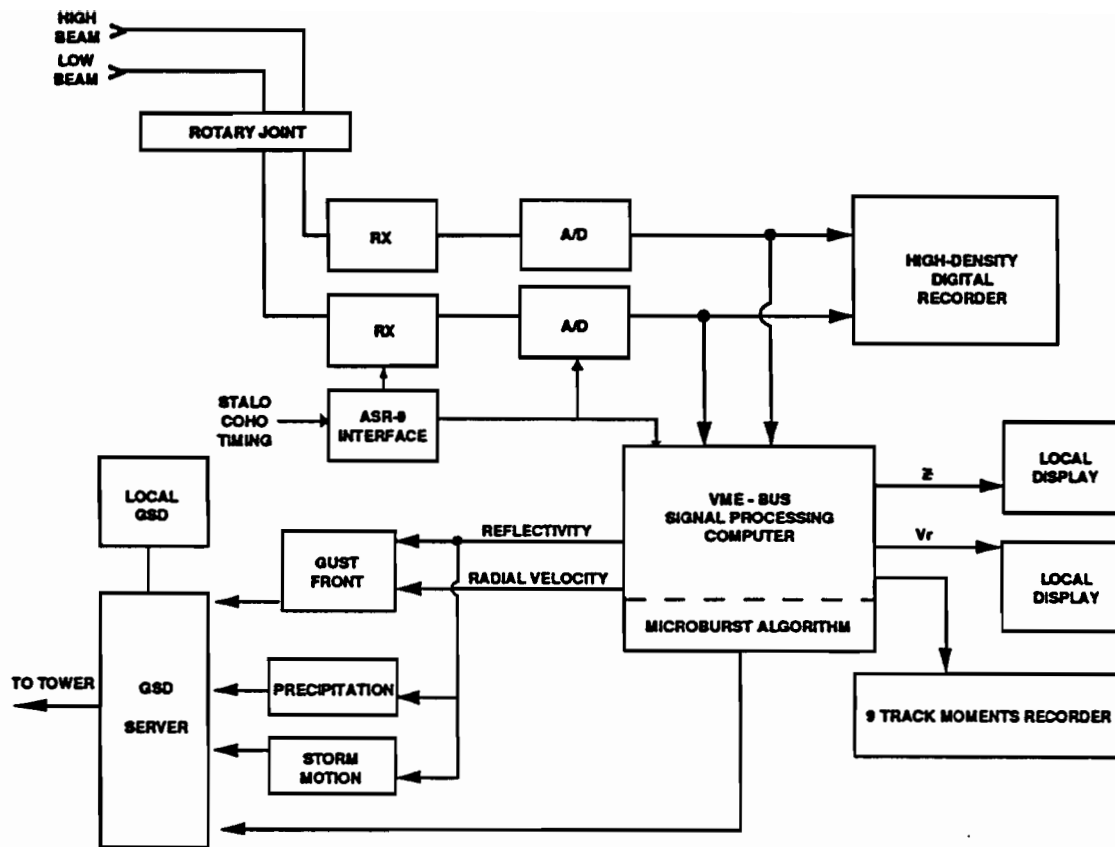 HIGH
BEAM
LOW
BEAM
ROTARY JOINT
RX
A/D
HIGH-DENSITY
DIGITAL
RECORDER
RX
A/D
STALO
COHO
TIMING
ASR-9
INTERFACE
LOCAL
GSD
VME - BUS
SIGNAL PROCESSING
COMPUTER
MICROBURST ALGORITHM
Z
LOCAL
DISPLAY
Vr
LOCAL
DISPLAY
REFLECTIVITY
RADIAL VELOCITY
GUST
FRONT
TO TOWER
GSD
SERVER
PRECIPITATION
STORM
MOTION
9 TRACK MOMENTS RECORDER